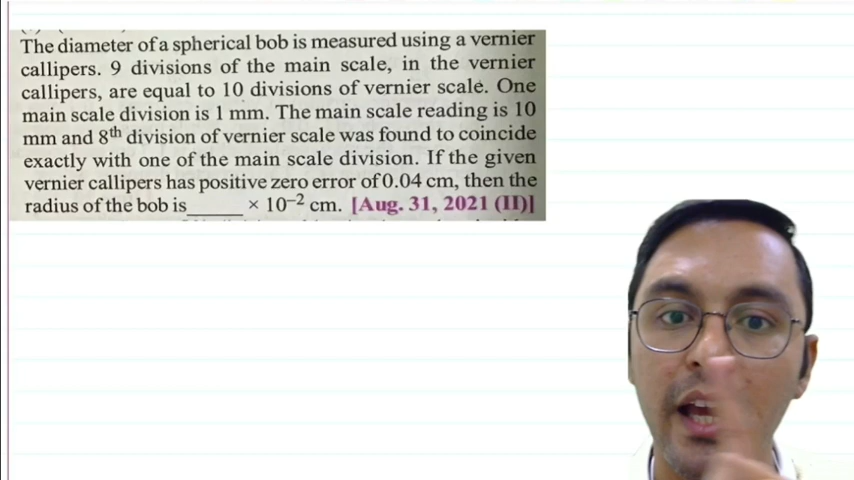 The diameter of a spherical bob is measured using a vernier
callipers. 9 divisions of the main scale, in the vernier
callipers, are equal to 10 divisions of vernier scale. One
main scale division is 1 mm. The main scale reading is 10
mm and 8th division of vernier scale was found to coincide
exactly with one of the main scale division. If the given
vernier callipers has positive zero error of 0.04 cm, then the
radius of the bob is_____ × 10–2 cm. [Aug. 31, 2021 (II)]